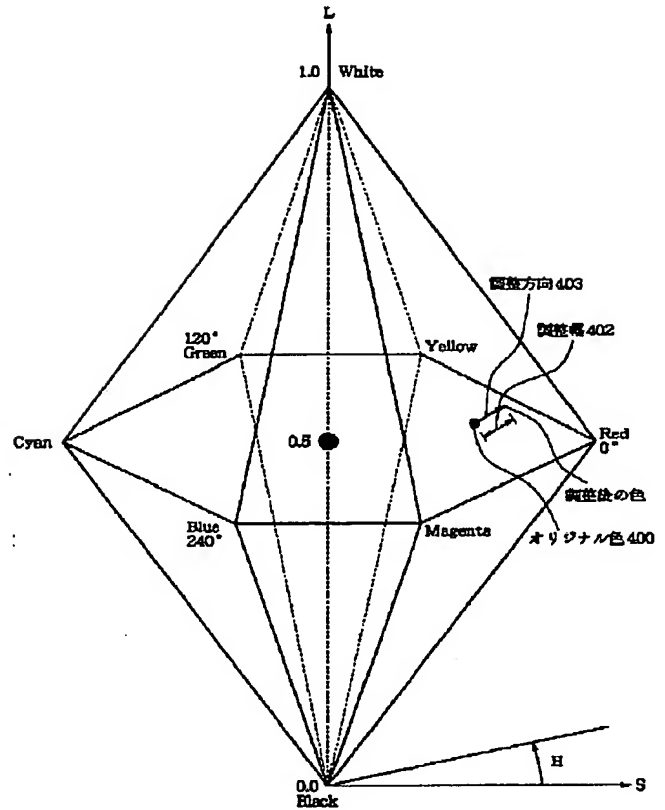 L
1.0 White
調整方向403
調整幅402
120°
Green
Yellow
Cyan
0.5
Red
0°
調整後の色
Blue
240°
Magenta
オリジナル色400
H
0.0
Black
S